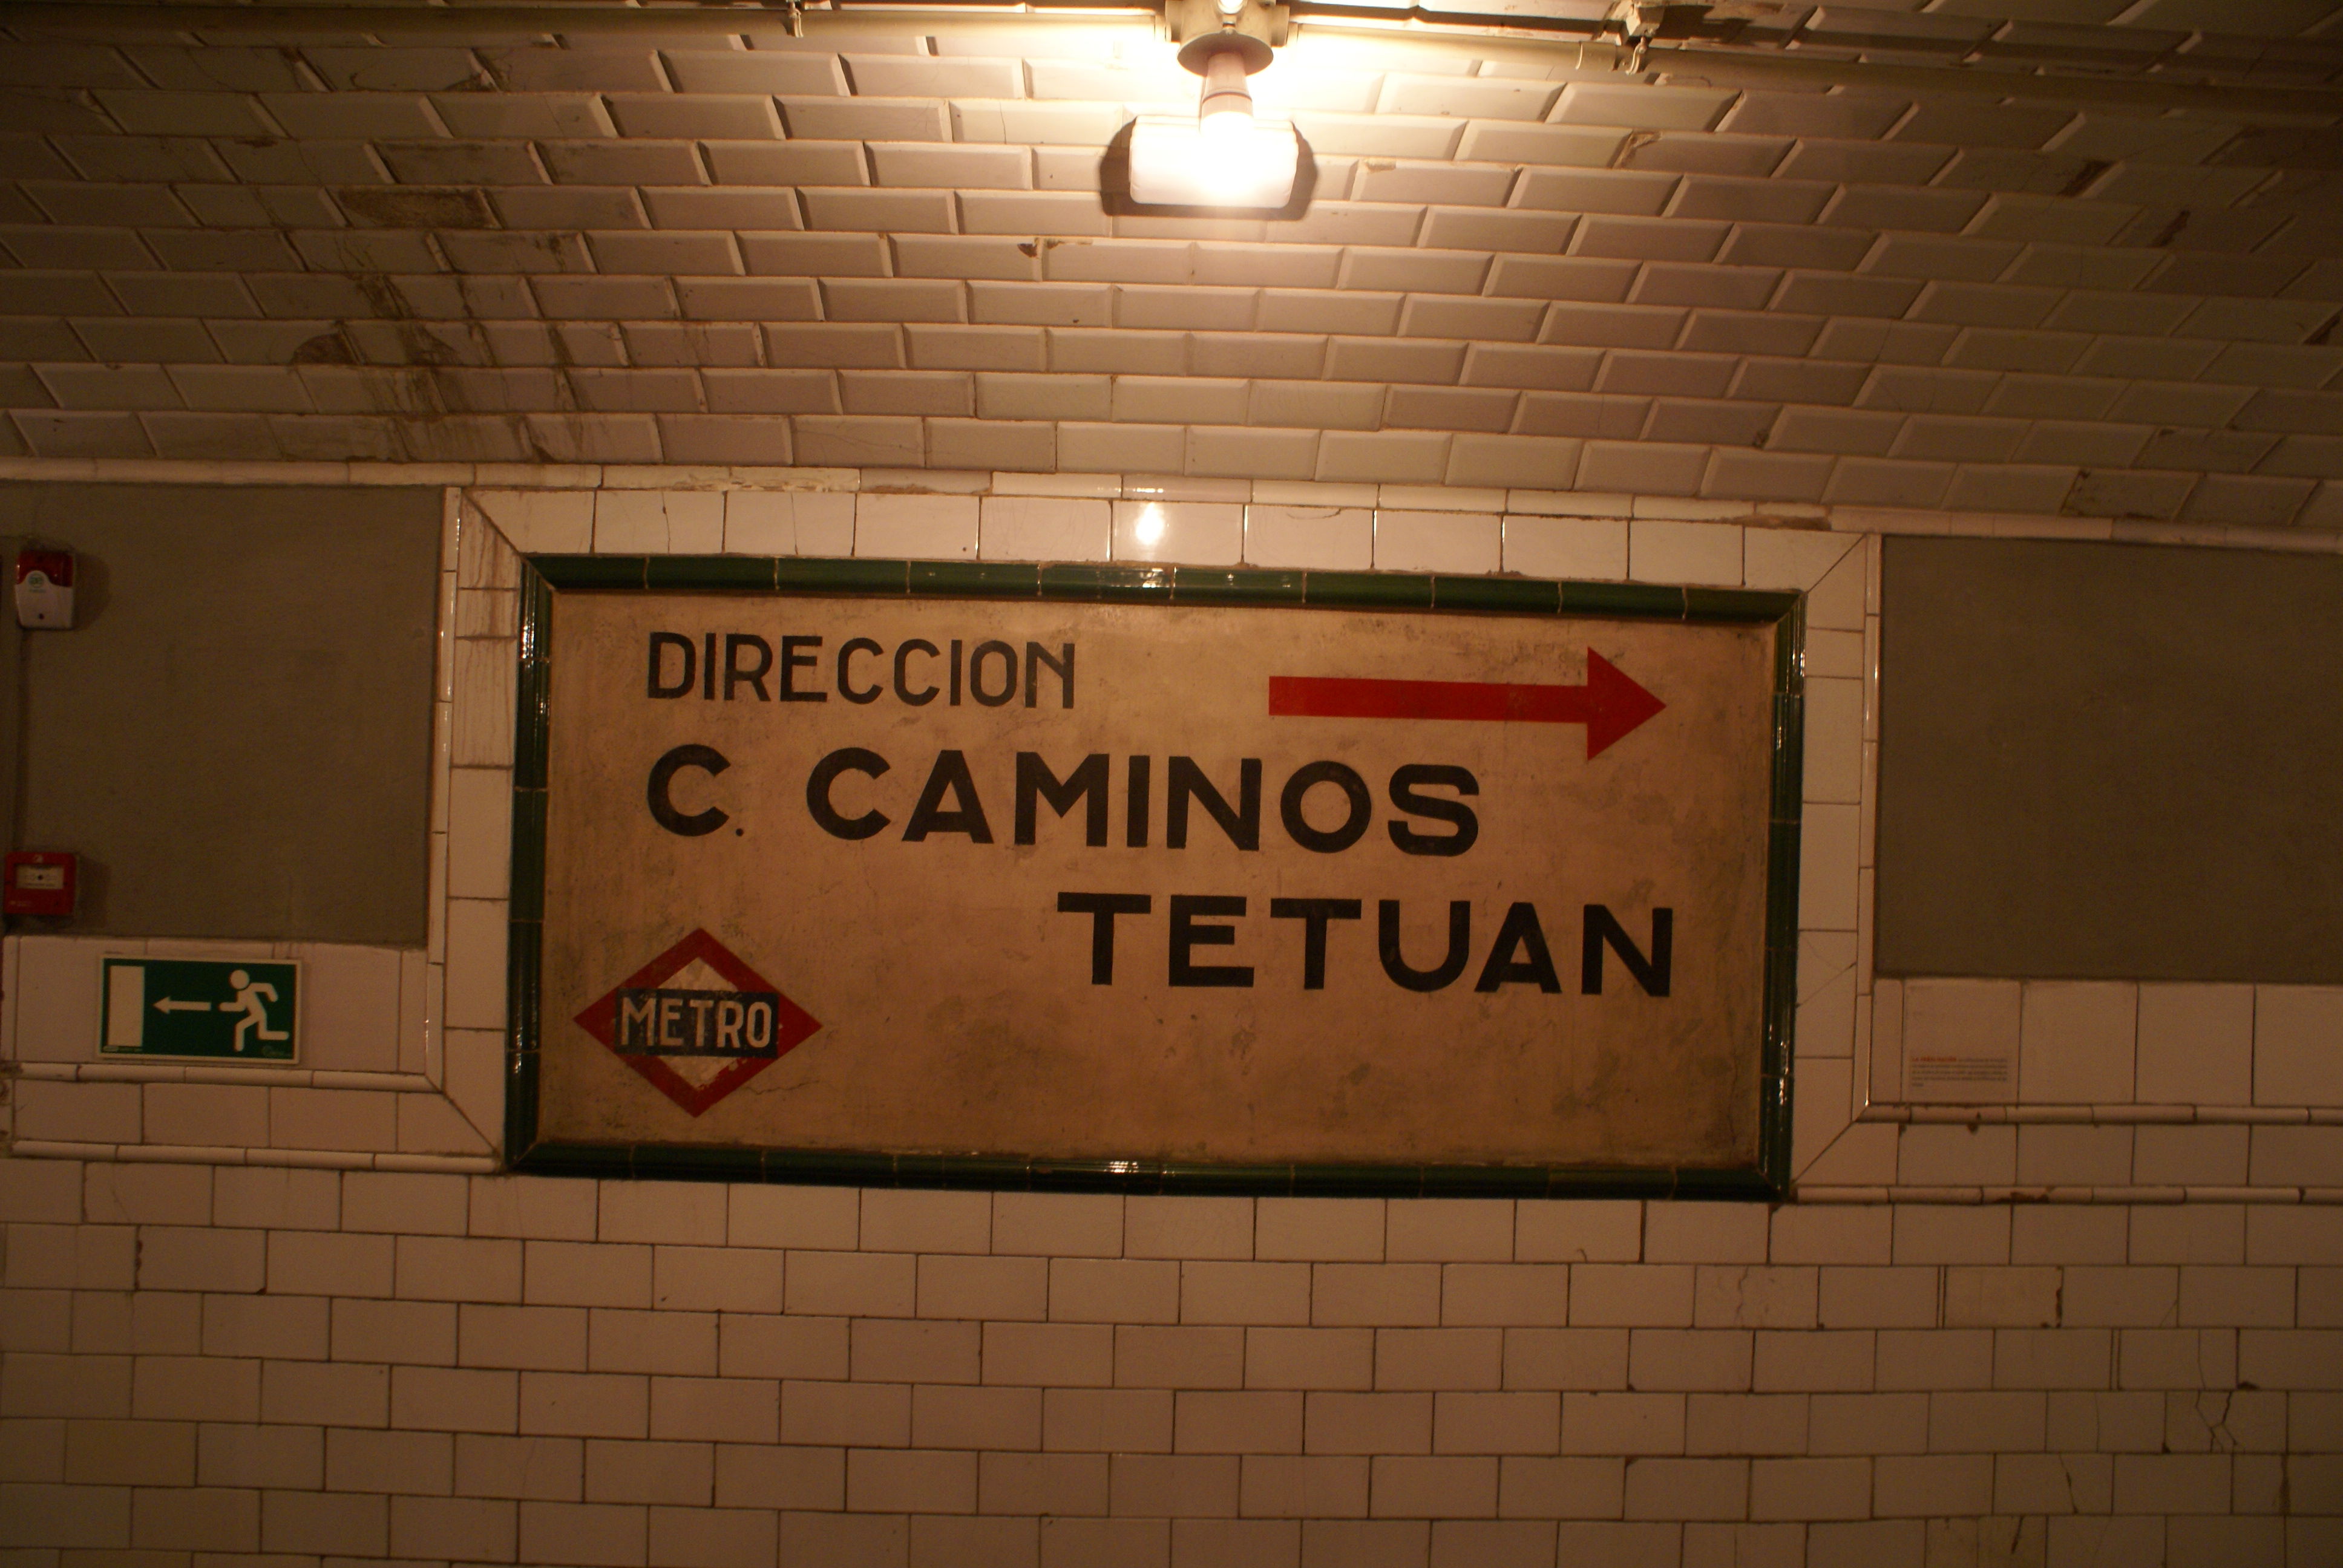 DIRECCION
C. CAMINOS
TETUAN
METRO